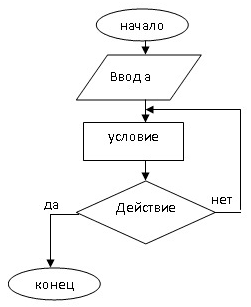 начало
Ввод а
условие
Действие
да
нет
конец